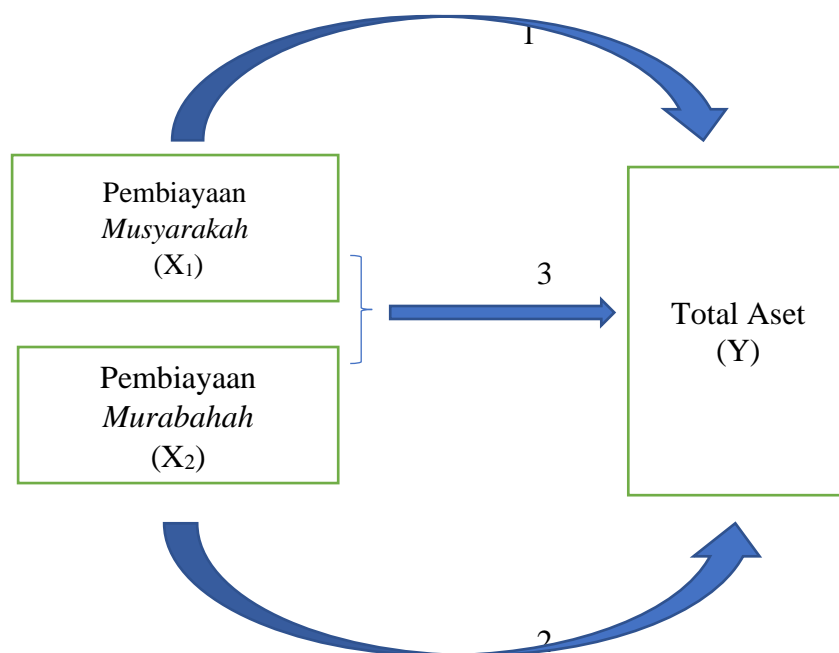 1
Pembiayaan
Musyarakah
(X₁)
3
Total Aset
(Y)
Pembiayaan
Murabahah
(X₂)
2